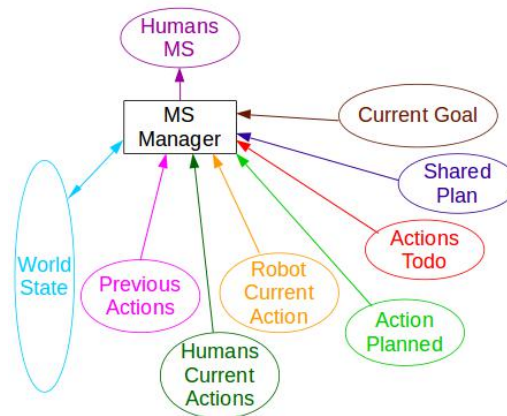 Humans
MS
MS
Manager
Current Goal
Shared
Plan
Actions
Todo
Action
Planned
Robot
Current
Action
Humans
Current
Actions
Previous
Actions
World
State